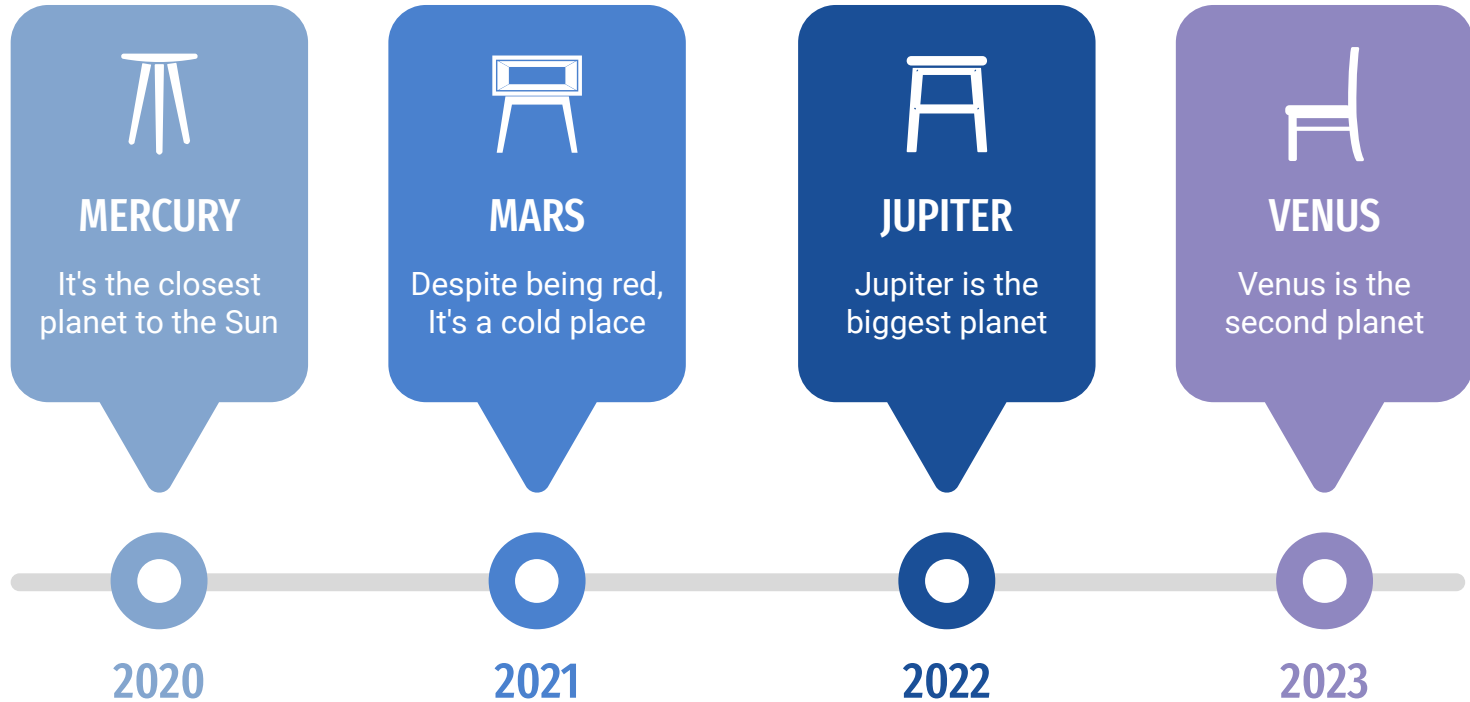 MERCURY
It's the closest
planet to the Sun
MARS
Despite being red,
It's a cold place
JUPITER
Jupiter is the
biggest planet
VENUS
Venus is the
second planet
2020
2021
2022
2023